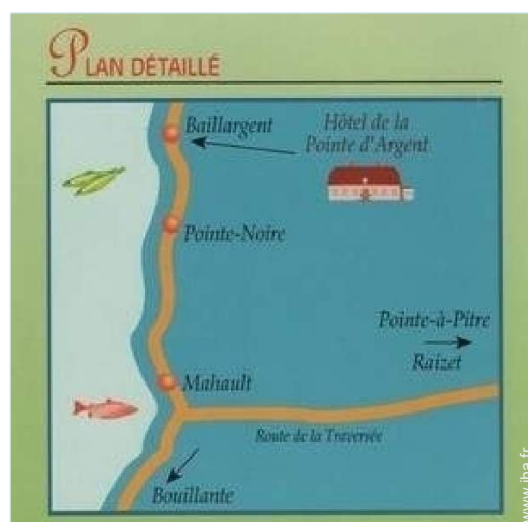 PLAN DÉTAILLÉ
Baillargent
Hôtel de la
Pointe d'Argent
Pointe-Noire
Pointe-à-Pitre
Raizet
Mahault
Route de la Traversée
Bouillante
www.iha.fr